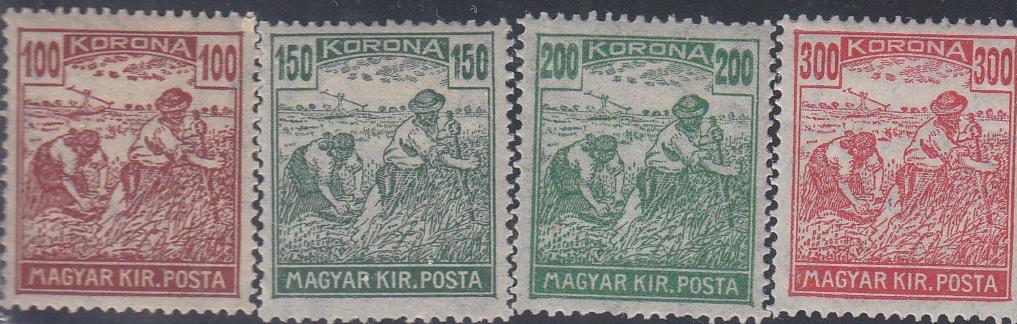 KORONA
100 100
MAGYAR KIR. POSTA
KORONA
150 150
MAGYAR KIR. POSTA
KORONA
200 200
MAGYAR KIR. POSTA
KORONA
300 300
MAGYAR KIR. POSTA